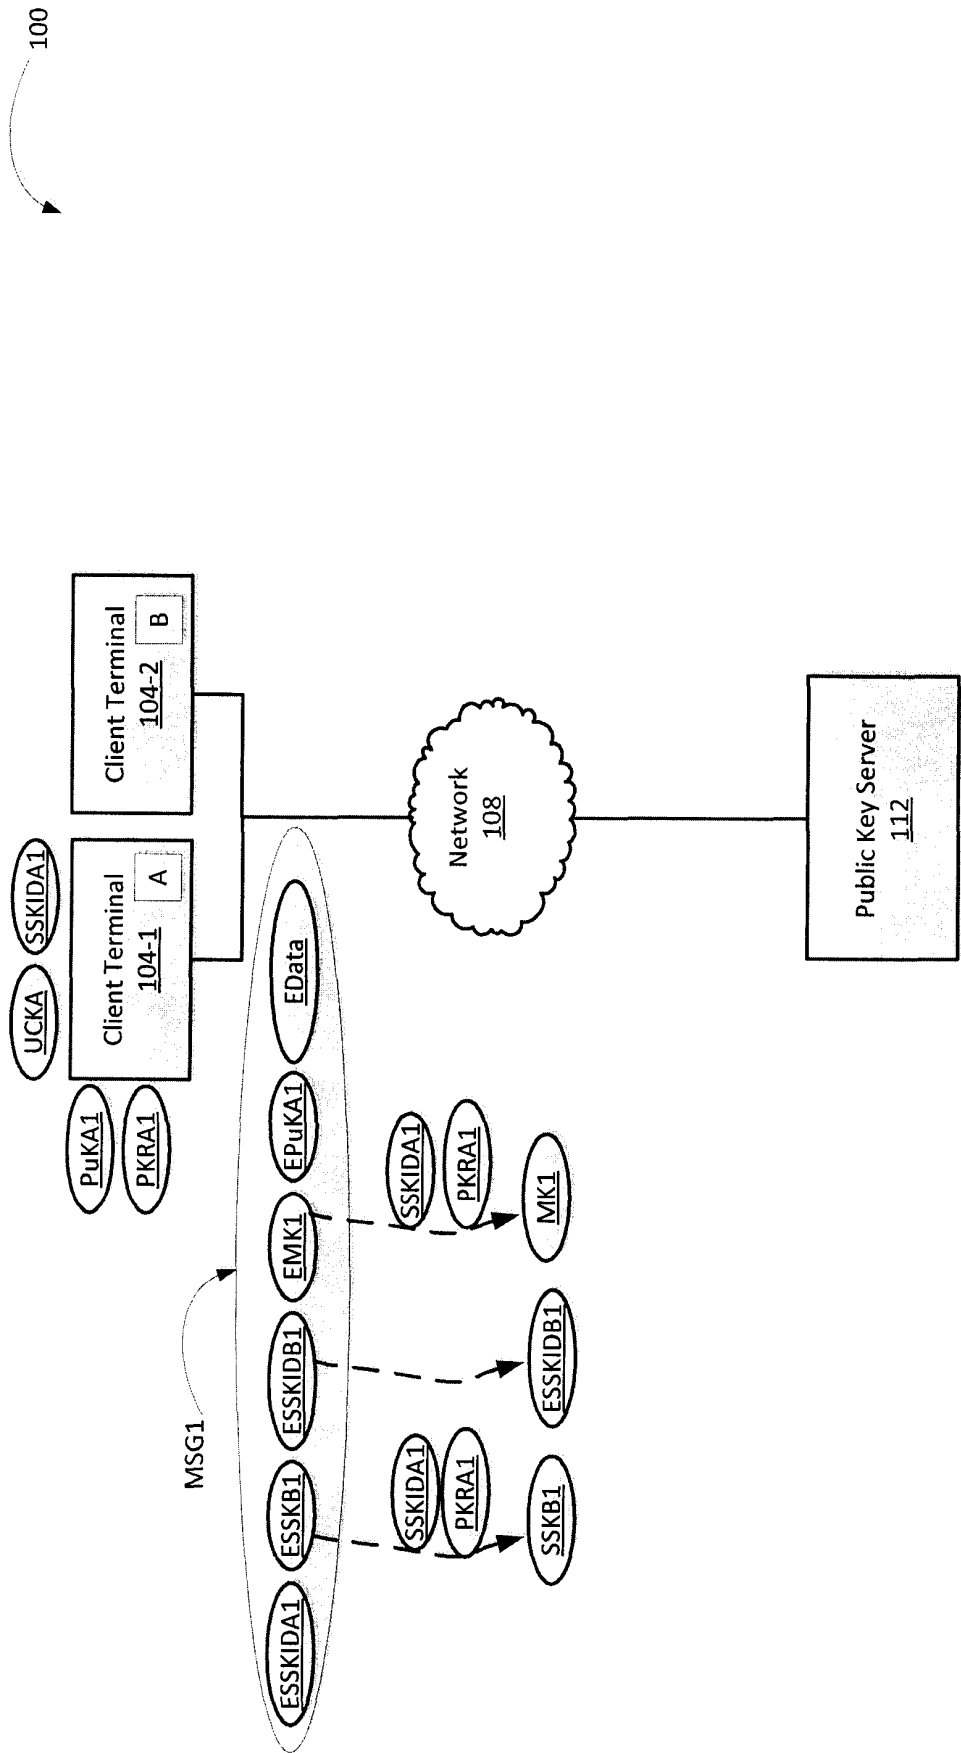 100
SSKIDA1
UCKA
PuKA1
PKRA1
Client Terminal
104-1
A
Client Terminal
104-2
B
MSG1
ESSKIDA1
ESSKB1
ESSKIDB1
EMK1
EPuKA1
EData
SSKIDA1
PKRA1
SSKIDA1
PKRA1
SSKB1
ESSKIDB1
MK1
Network
108
Public Key Server
112